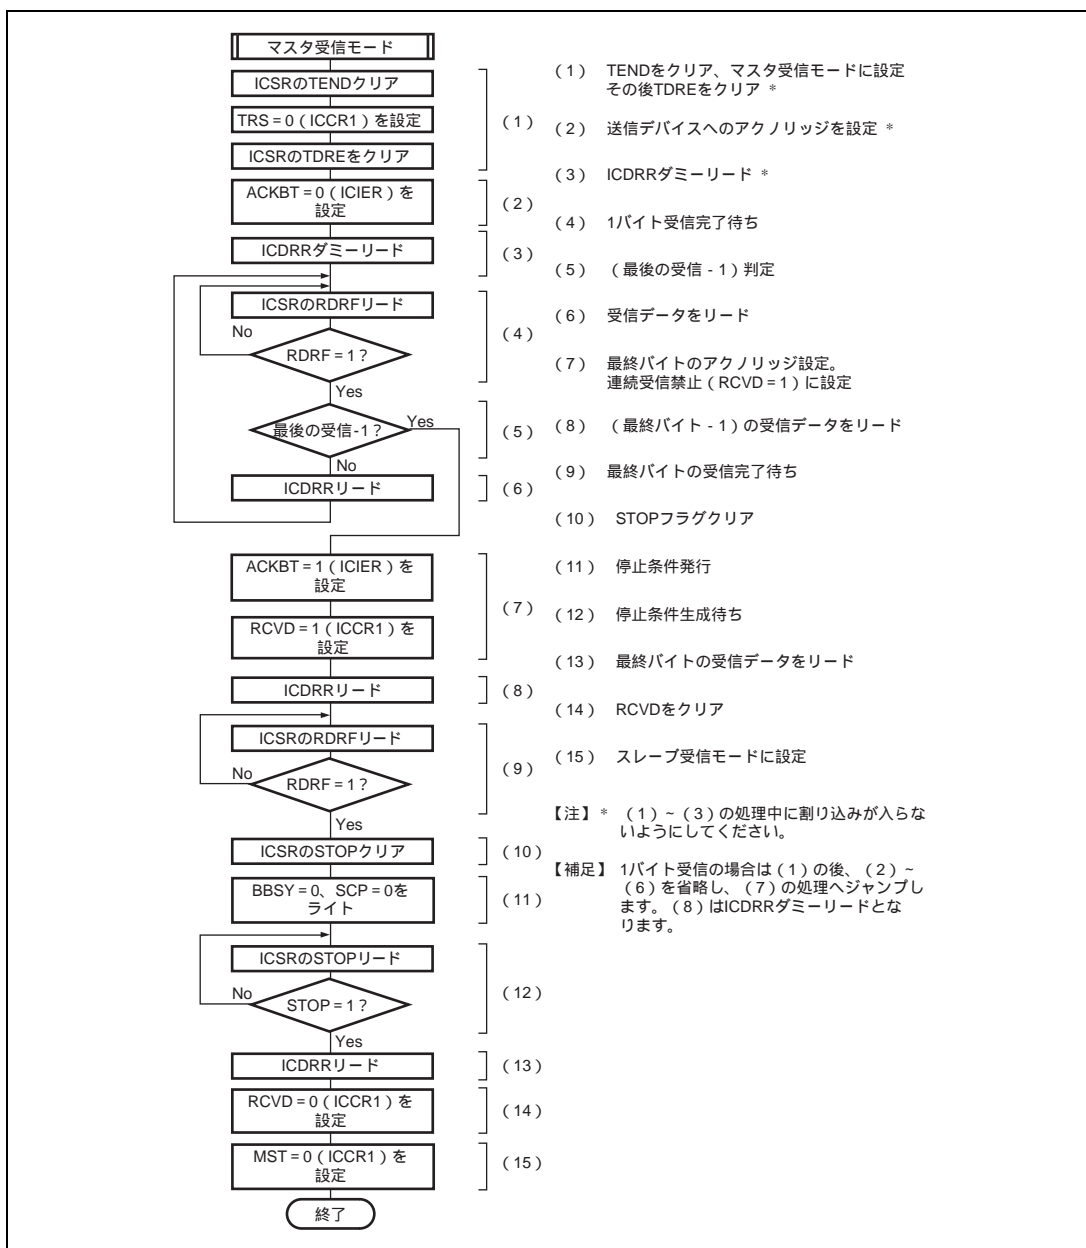 マスタ受信モード
ICSRのTENDクリア
TRS = 0 ( ICCR1 ) を設定
ICSRのTDREをクリア
( 1 )
ACKBT = 0 ( ICIER ) を
設定
( 2 )
ICDRRダミーリード
( 3 )
ICSRのRDRFリード
No
RDRF = 1 ?
( 4 )
Yes
最後の受信-1 ?
Yes
( 5 )
No
ICDRRリード
( 6 )
ACKBT = 1 ( ICIER ) を
設定
RCVD = 1 ( ICCR1 ) を
設定
( 7 )
ICDRRリード
( 8 )
ICSRのRDRFリード
No
RDRF = 1 ?
( 9 )
Yes
ICSRのSTOPクリア
( 10 )
BBSY = 0、SCP = 0を
ライト
( 11 )
ICSRのSTOPリード
No
STOP = 1 ?
( 12 )
Yes
ICDRRリード
( 13 )
RCVD = 0 ( ICCR1 ) を
設定
( 14 )
MST = 0 ( ICCR1 ) を
設定
( 15 )
終了
( 1 ) TENDをクリア、マスタ受信モードに設定
その後TDREをクリア *
( 2 ) 送信デバイスへのアクノリッジを設定 *
( 3 ) ICDRRダミーリード *
( 4 ) 1バイト受信完了待ち
( 5 ) ( 最後の受信 - 1 ) 判定
( 6 ) 受信データをリード
( 7 ) 最終バイトのアクノリッジ設定。
連続受信禁止 ( RCVD = 1 ) に設定
( 8 ) ( 最終バイト - 1 ) の受信データをリード
( 9 ) 最終バイトの受信完了待ち
( 10 ) STOPフラグクリア
( 11 ) 停止条件発行
( 12 ) 停止条件生成待ち
( 13 ) 最終バイトの受信データをリード
( 14 ) RCVDをクリア
( 15 ) スレーブ受信モードに設定
【注】* ( 1 ) ~ ( 3 ) の処理中に割り込みが入らな
いようにしてください。
【補足】 1バイト受信の場合は ( 1 ) の後、( 2 ) ~
( 6 ) を省略し、( 7 ) の処理へジャンプし
ます。( 8 ) はICDRRダミーリードとな
ります。